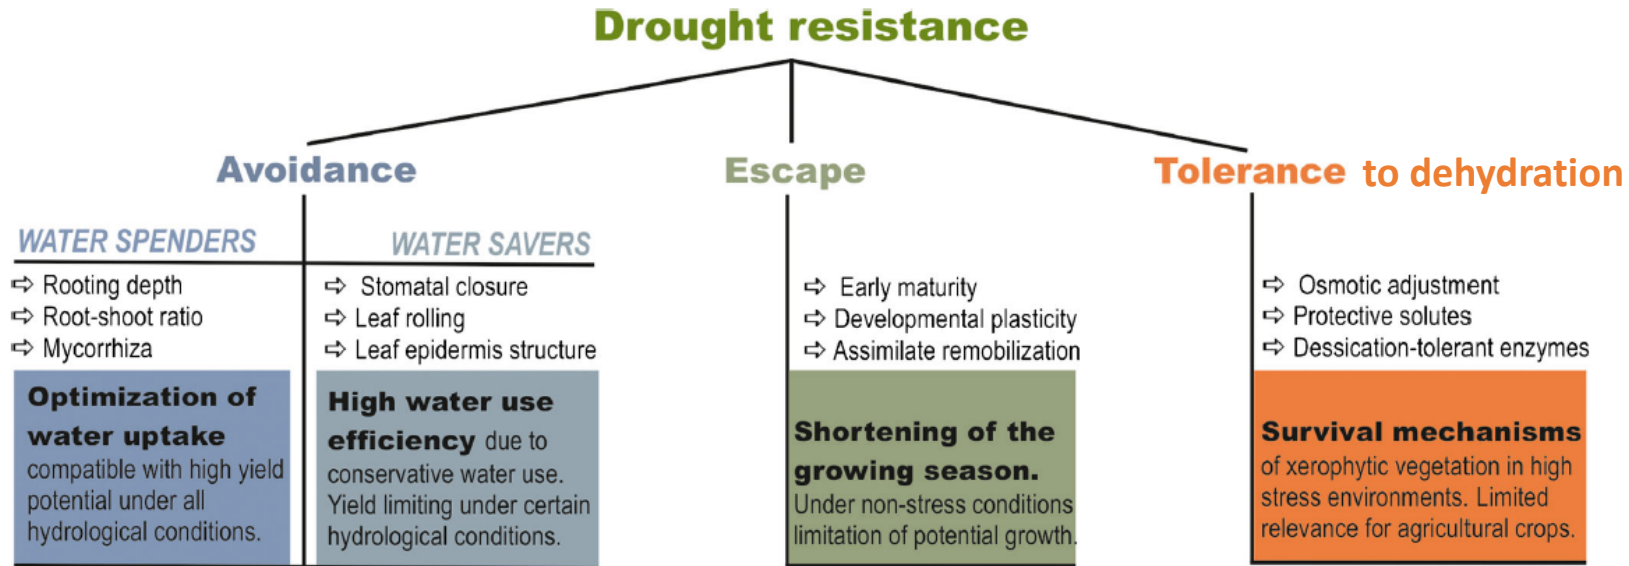 Drought resistance
Avoidance
Escape
Tolerance to dehydration
WATER SPENDERS
⇨ Rooting depth
⇨ Root-shoot ratio
⇨ Mycorrhiza
Optimization of
water uptake
compatible with high yield
potential under all
hydrological conditions.
WATER SAVERS
⇨ Stomatal closure
⇨ Leaf rolling
⇨ Leaf epidermis structure
High water use
efficiency due to
conservative water use.
Yield limiting under certain
hydrological conditions.
⇨ Early maturity
⇨ Developmental plasticity
⇨ Assimilate remobilization
Shortening of the
growing season.
Under non-stress conditions
limitation of potential growth.
⇨ Osmotic adjustment
⇨ Protective solutes
⇨ Dessication-tolerant enzymes
Survival mechanisms
of xerophytic vegetation in high
stress environments. Limited
relevance for agricultural crops.